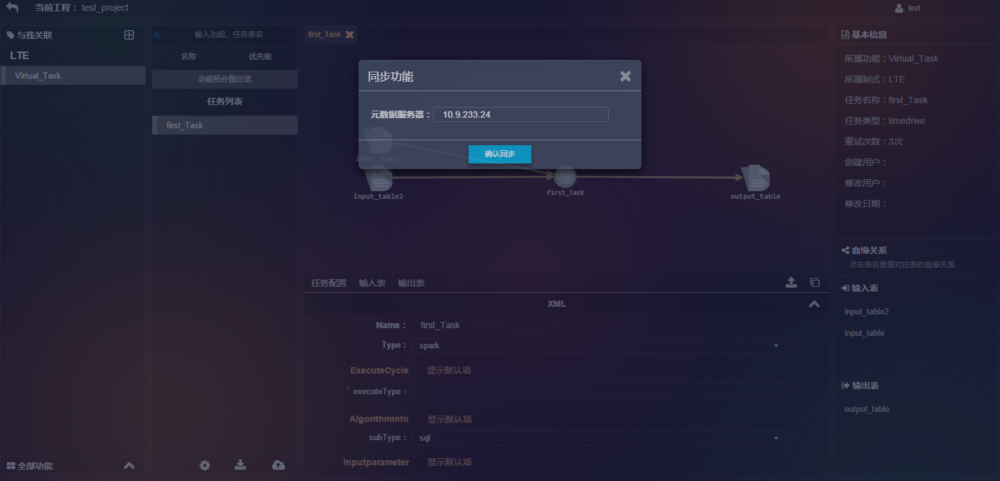 当前工程： test_project
test
与我关联
LTE
Virtual_Task
全部功能
输入功能、任务表名
名称 优先级
功能拓扑图总览
任务列表
first_Task
first_Task
同步功能
元数据服务器： 10.9.233.24
确认同步
input_table
input_table2
first_Task
output_table
任务配置 输入表 输出表
XML
Name： first_Task
Type： spark
ExecuteCycle 显示默认项
* executeType：
Algorithminfo 显示默认项
subType： sql
Inputparameter 显示默认项
基本信息
所属功能：Virtual_Task
所属制式：LTE
任务名称：first_Task
任务类型：timedrive
重试次数：3次
创建用户：
修改用户：
修改日期：
血缘关系
点击表名查看对应表的血缘关系
输入表
input_table2
input_table
输出表
output_table